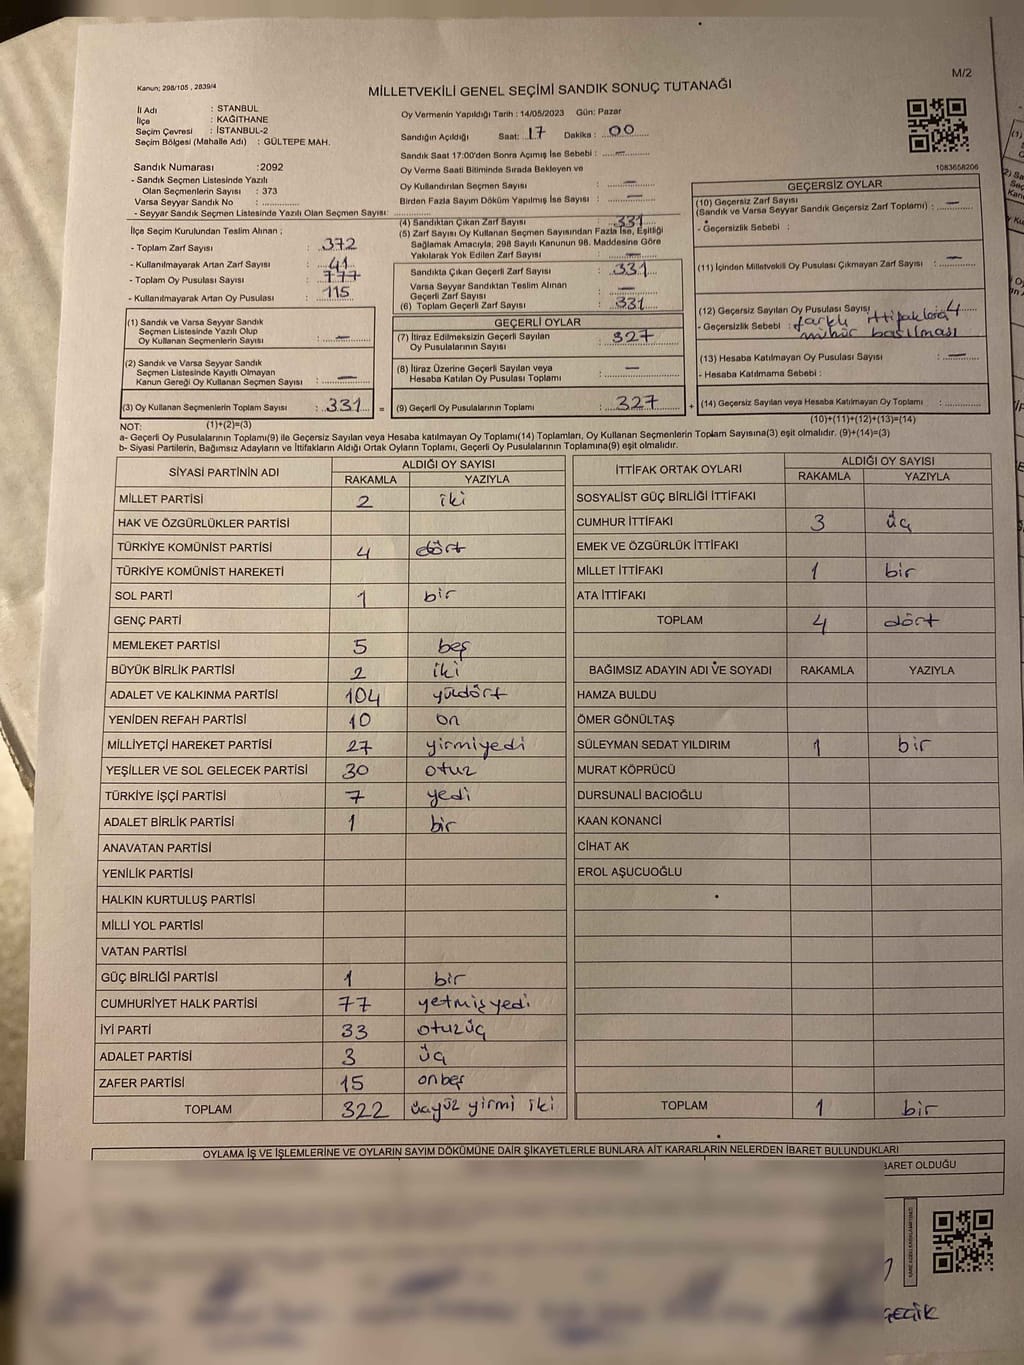 M/2
Kanun; 298/105 , 2839/4
MİLLETVEKİLİ GENEL SEÇİMİ SANDIK SONUÇ TUTANAĞI
İl Adı : STANBUL
İlçe : KAĞITHANE
Seçim Çevresi : İSTANBUL-2
Seçim Bölgesi (Mahalle Adı) : GÜLTEPE MAH.
Sandık Numarası :2092
- Sandık Seçmen Listesinde Yazılı
Olan Seçmenlerin Sayısı : 373
Varsa Seyyar Sandık No : ..............
- Seyyar Sandık Seçmen Listesinde Yazılı Olan Seçmen Sayısı: ..............
İlçe Seçim Kurulundan Teslim Alınan ;
- Toplam Zarf Sayısı : 372
- Kullanılmayarak Artan Zarf Sayısı : 41
- Toplam Oy Pusulası Sayısı : 777
- Kullanılmayarak Artan Oy Pusulası : 115
Oy Vermenin Yapıldığı Tarih : 14/05/2023 Gün: Pazar
Sandığın Açıldığı Saat: 17 Dakika : 00
Sandık Saat 17:00'den Sonra Açımış İse Sebebi : —
Oy Verme Saati Bitiminde Sırada Bekleyen ve
Oy Kullandırılan Seçmen Sayısı : —
Birden Fazla Sayım Döküm Yapılmış İse Sayısı : —
(4) Sandıktan Çıkan Zarf Sayısı : 331
(5) Zarf Sayısı Oy Kullanan Seçmen Sayısından Fazla İse, Eşitliği
Sağlamak Amacıyla, 298 Sayılı Kanunun 98. Maddesine Göre
Yakılarak Yok Edilen Zarf Sayısı : —
Sandıkta Çıkan Geçerli Zarf Sayısı : 331
Varsa Seyyar Sandıktan Teslim Alınan
Geçerli Zarf Sayısı : —
(6) Toplam Geçerli Zarf Sayısı : 331
1083658206
GEÇERSİZ OYLAR
(10) Geçersiz Zarf Sayısı
(Sandık ve Varsa Seyyar Sandık Geçersiz Zarf Toplamı) : —
- Geçersizlik Sebebi :
(11) İçinden Milletvekili Oy Pusulası Çıkmayan Zarf Sayısı : —
(12) Geçersiz Sayılan Oy Pusulası Sayısı : 4
- Geçersizlik Sebebi : farklı ittifaklara
mühür basılması
(13) Hesaba Katılmayan Oy Pusulası Sayısı : —
- Hesaba Katılmama Sebebi :
(14) Geçersiz Sayılan veya Hesaba Katılmayan Oy Toplamı : ..............
(10)+(11)+(12)+(13)=(14)
(1) Sandık ve Varsa Seyyar Sandık
Seçmen Listesinde Yazılı Olup
Oy Kullanan Seçmenlerin Sayısı : —
(2) Sandık ve Varsa Seyyar Sandık
Seçmen Listesinde Kayıtlı Olmayan
Kanun Gereği Oy Kullanan Seçmen Sayısı : —
(3) Oy Kullanan Seçmenlerin Toplam Sayısı : 331 =
(1)+(2)=(3)
GEÇERLİ OYLAR
(7) İtiraz Edilmeksizin Geçerli Sayılan
Oy Pusulalarının Sayısı : 327
(8) İtiraz Üzerine Geçerli Sayılan veya
Hesaba Katılan Oy Pusulası Toplamı : —
(9) Geçerli Oy Pusulalarının Toplamı : 327 +
NOT:
a- Geçerli Oy Pusulalarının Toplamı(9) ile Geçersiz Sayılan veya Hesaba katılmayan Oy Toplamı(14) Toplamları, Oy Kullanan Seçmenlerin Toplam Sayısına(3) eşit olmalıdır. (9)+(14)=(3)
b- Siyasi Partilerin, Bağımsız Adayların ve İttifakların Aldığı Ortak Oyların Toplamı, Geçerli Oy Pusulalarının Toplamına(9) eşit olmalıdır.
SİYASİ PARTİNİN ADI ALDIĞI OY SAYISI
RAKAMLA YAZIYLA
MİLLET PARTİSİ 2 iki
HAK VE ÖZGÜRLÜKLER PARTİSİ
TÜRKİYE KOMÜNİST PARTİSİ 4 dört
TÜRKİYE KOMÜNİST HAREKETİ
SOL PARTİ 1 bir
GENÇ PARTİ
MEMLEKET PARTİSİ 5 beş
BÜYÜK BİRLİK PARTİSİ 2 iki
ADALET VE KALKINMA PARTİSİ 104 yüzdört
YENİDEN REFAH PARTİSİ 10 on
MİLLİYETÇİ HAREKET PARTİSİ 27 yirmiyedi
YEŞİLLER VE SOL GELECEK PARTİSİ 30 otuz
TÜRKİYE İŞÇİ PARTİSİ 7 yedi
ADALET BİRLİK PARTİSİ 1 bir
ANAVATAN PARTİSİ
YENİLİK PARTİSİ
HALKIN KURTULUŞ PARTİSİ
MİLLİ YOL PARTİSİ
VATAN PARTİSİ
GÜÇ BİRLİĞİ PARTİSİ 1 bir
CUMHURİYET HALK PARTİSİ 77 yetmişyedi
İYİ PARTİ 33 otuzüç
ADALET PARTİSİ 3 üç
ZAFER PARTİSİ 15 onbeş
TOPLAM 322 üçyüz yirmi iki
İTTİFAK ORTAK OYLARI ALDIĞI OY SAYISI
RAKAMLA YAZIYLA
SOSYALİST GÜÇ BİRLİĞİ İTTİFAKI
CUMHUR İTTİFAKI 3 üç
EMEK VE ÖZGÜRLÜK İTTİFAKI
MİLLET İTTİFAKI 1 bir
ATA İTTİFAKI
TOPLAM 4 dört
BAĞIMSIZ ADAYIN ADI VE SOYADI RAKAMLA YAZIYLA
HAMZA BULDU
ÖMER GÖNÜLTAŞ
SÜLEYMAN SEDAT YILDIRIM 1 bir
MURAT KÖPRÜCÜ
DURSUNALİ BACIOĞLU
KAAN KONANCİ
CİHAT AK
EROL AŞUCUOĞLU
TOPLAM 1 bir
OYLAMA İŞ VE İŞLEMLERİNE VE OYLARIN SAYIM DÖKÜMÜNE DAİR ŞİKAYETLERLE BUNLARA AİT KARARLARIN NELERDEN İBARET BULUNDUKLARI
BARET OLDUĞU